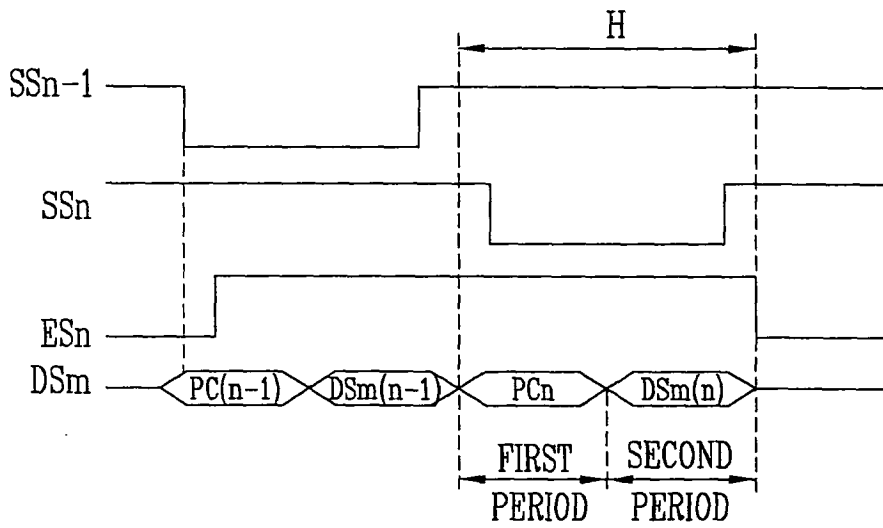 H
SSn-1
SSn
ESn
DSm PC(n-1) DSm(n-1) PCn DSm(n)
FIRST PERIOD
SECOND PERIOD